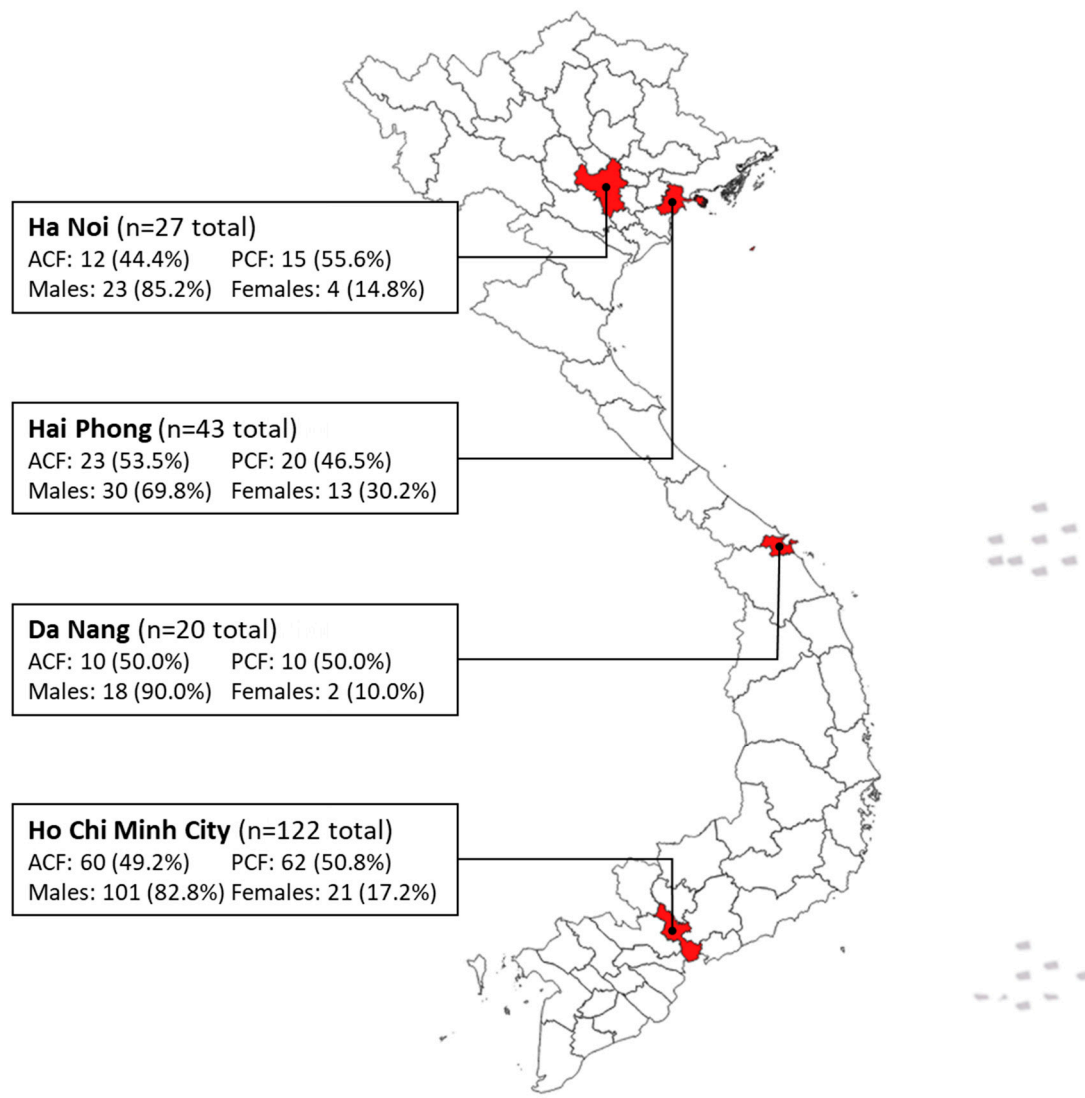 Ha Noi (n=27 total)
ACF: 12 (44.4%) PCF: 15 (55.6%)
Males: 23 (85.2%) Females: 4 (14.8%)
Hai Phong (n=43 total)
ACF: 23 (53.5%) PCF: 20 (46.5%)
Males: 30 (69.8%) Females: 13 (30.2%)
Da Nang (n=20 total)
ACF: 10 (50.0%) PCF: 10 (50.0%)
Males: 18 (90.0%) Females: 2 (10.0%)
Ho Chi Minh City (n=122 total)
ACF: 60 (49.2%) PCF: 62 (50.8%)
Males: 101 (82.8%) Females: 21 (17.2%)